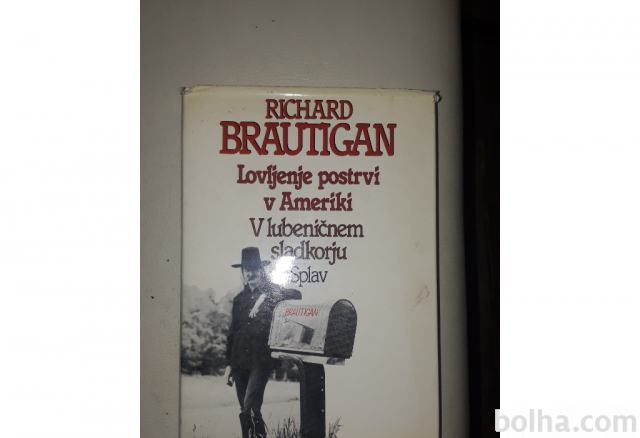 RICHARD
BRAUTIGAN
Lovljenje postrvi
v Ameriki
V lubeničnem
sladkorju
Splav
BRAUTIGAN
bolha.com